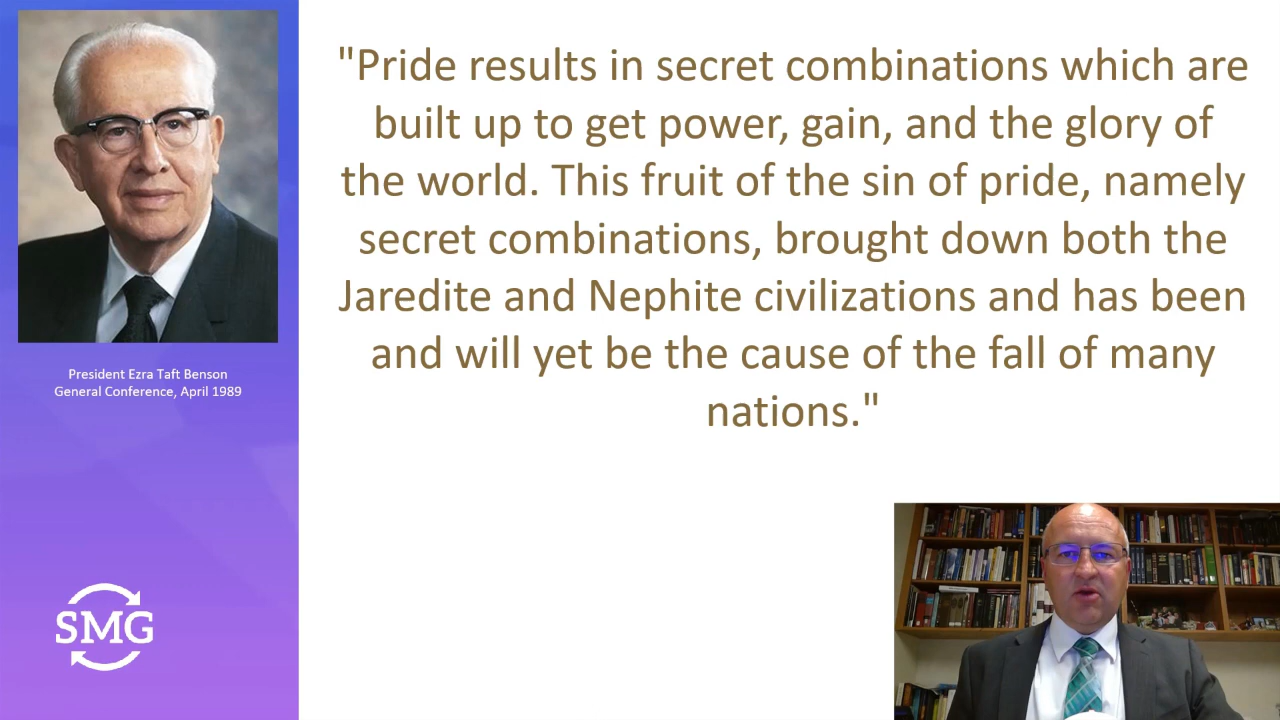 "Pride results in secret combinations which are
built up to get power, gain, and the glory of
the world. This fruit of the sin of pride, namely
secret combinations, brought down both the
Jaredite and Nephite civilizations and has been
and will yet be the cause of the fall of many
nations."
President Ezra Taft Benson
General Conference, April 1989
SMG